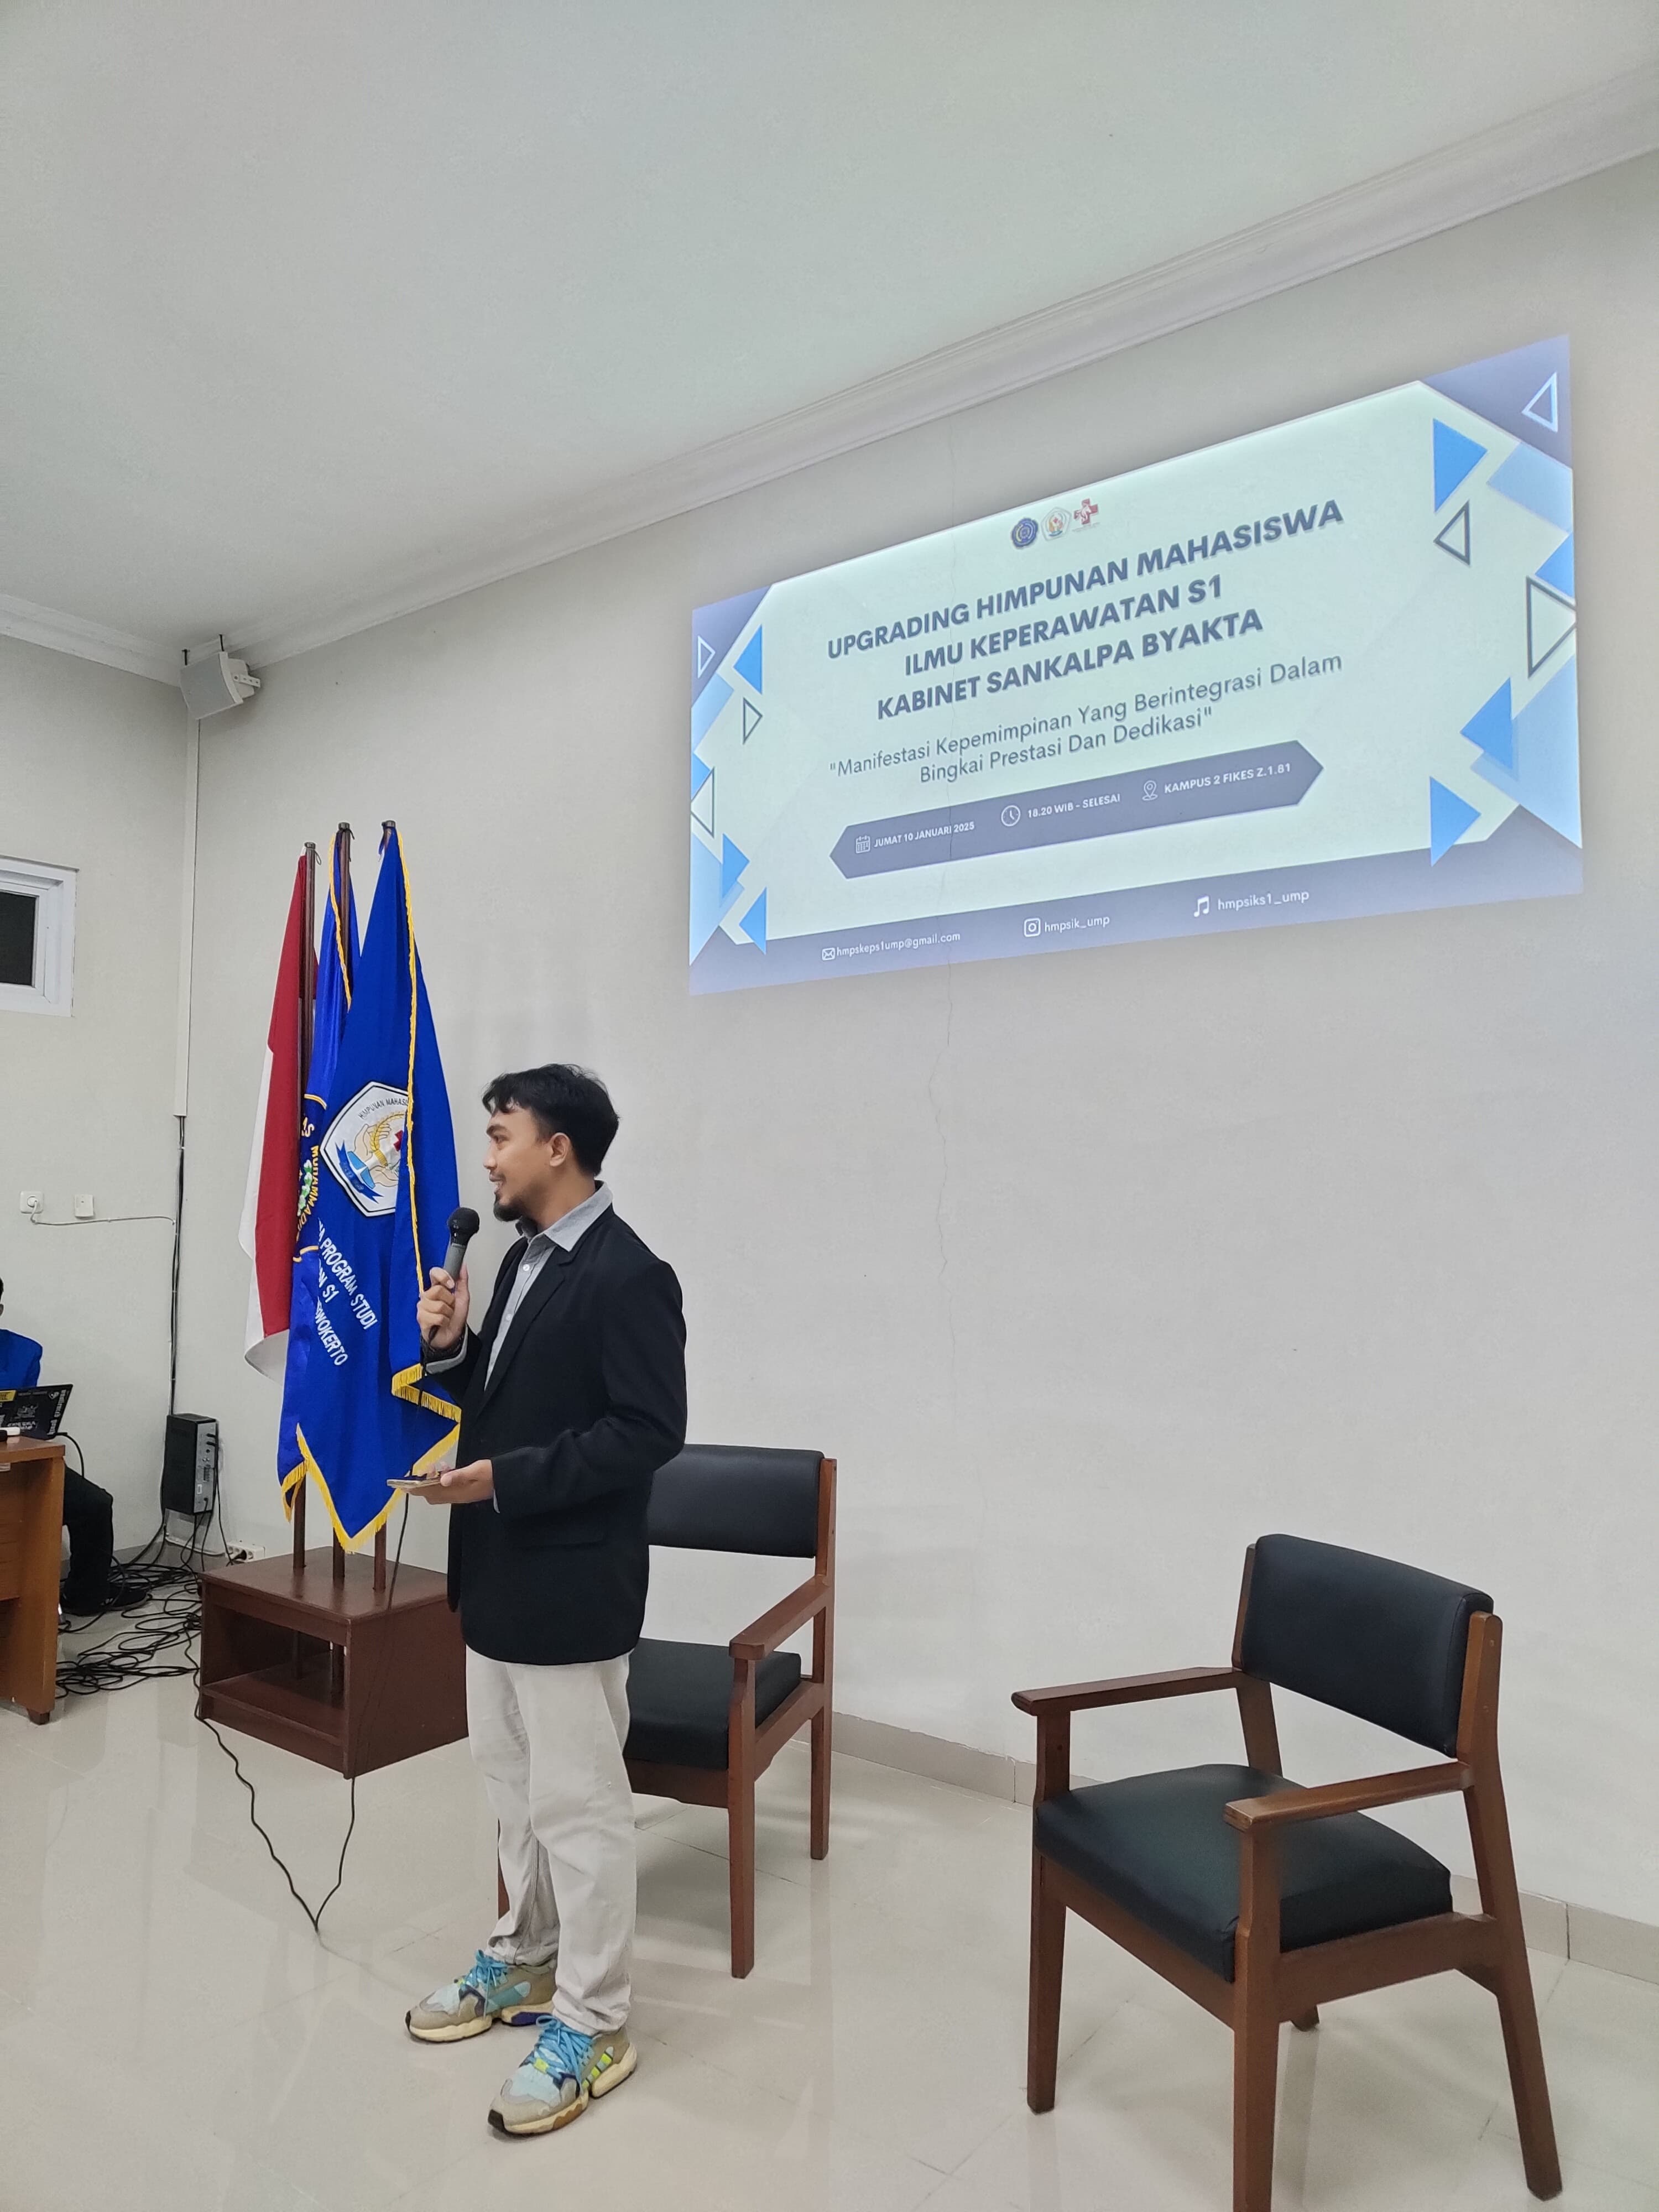 UPGRADING HIMPUNAN MAHASISWA
ILMU KEPERAWATAN S1
KABINET SANKALPA BYAKTA
"Manifestasi Kepemimpinan Yang Berintegrasi Dalam
Bingkai Prestasi Dan Dedikasi"
JUMAT 10 JANUARI 2025
18.20 WIB - SELESAI
KAMPUS 2 FIKES Z.1.81
hmpskeps1ump@gmail.com
hmpsik_ump
hmpsiks1_ump
HIMPUNAN
PROGRAM STUDI
S1